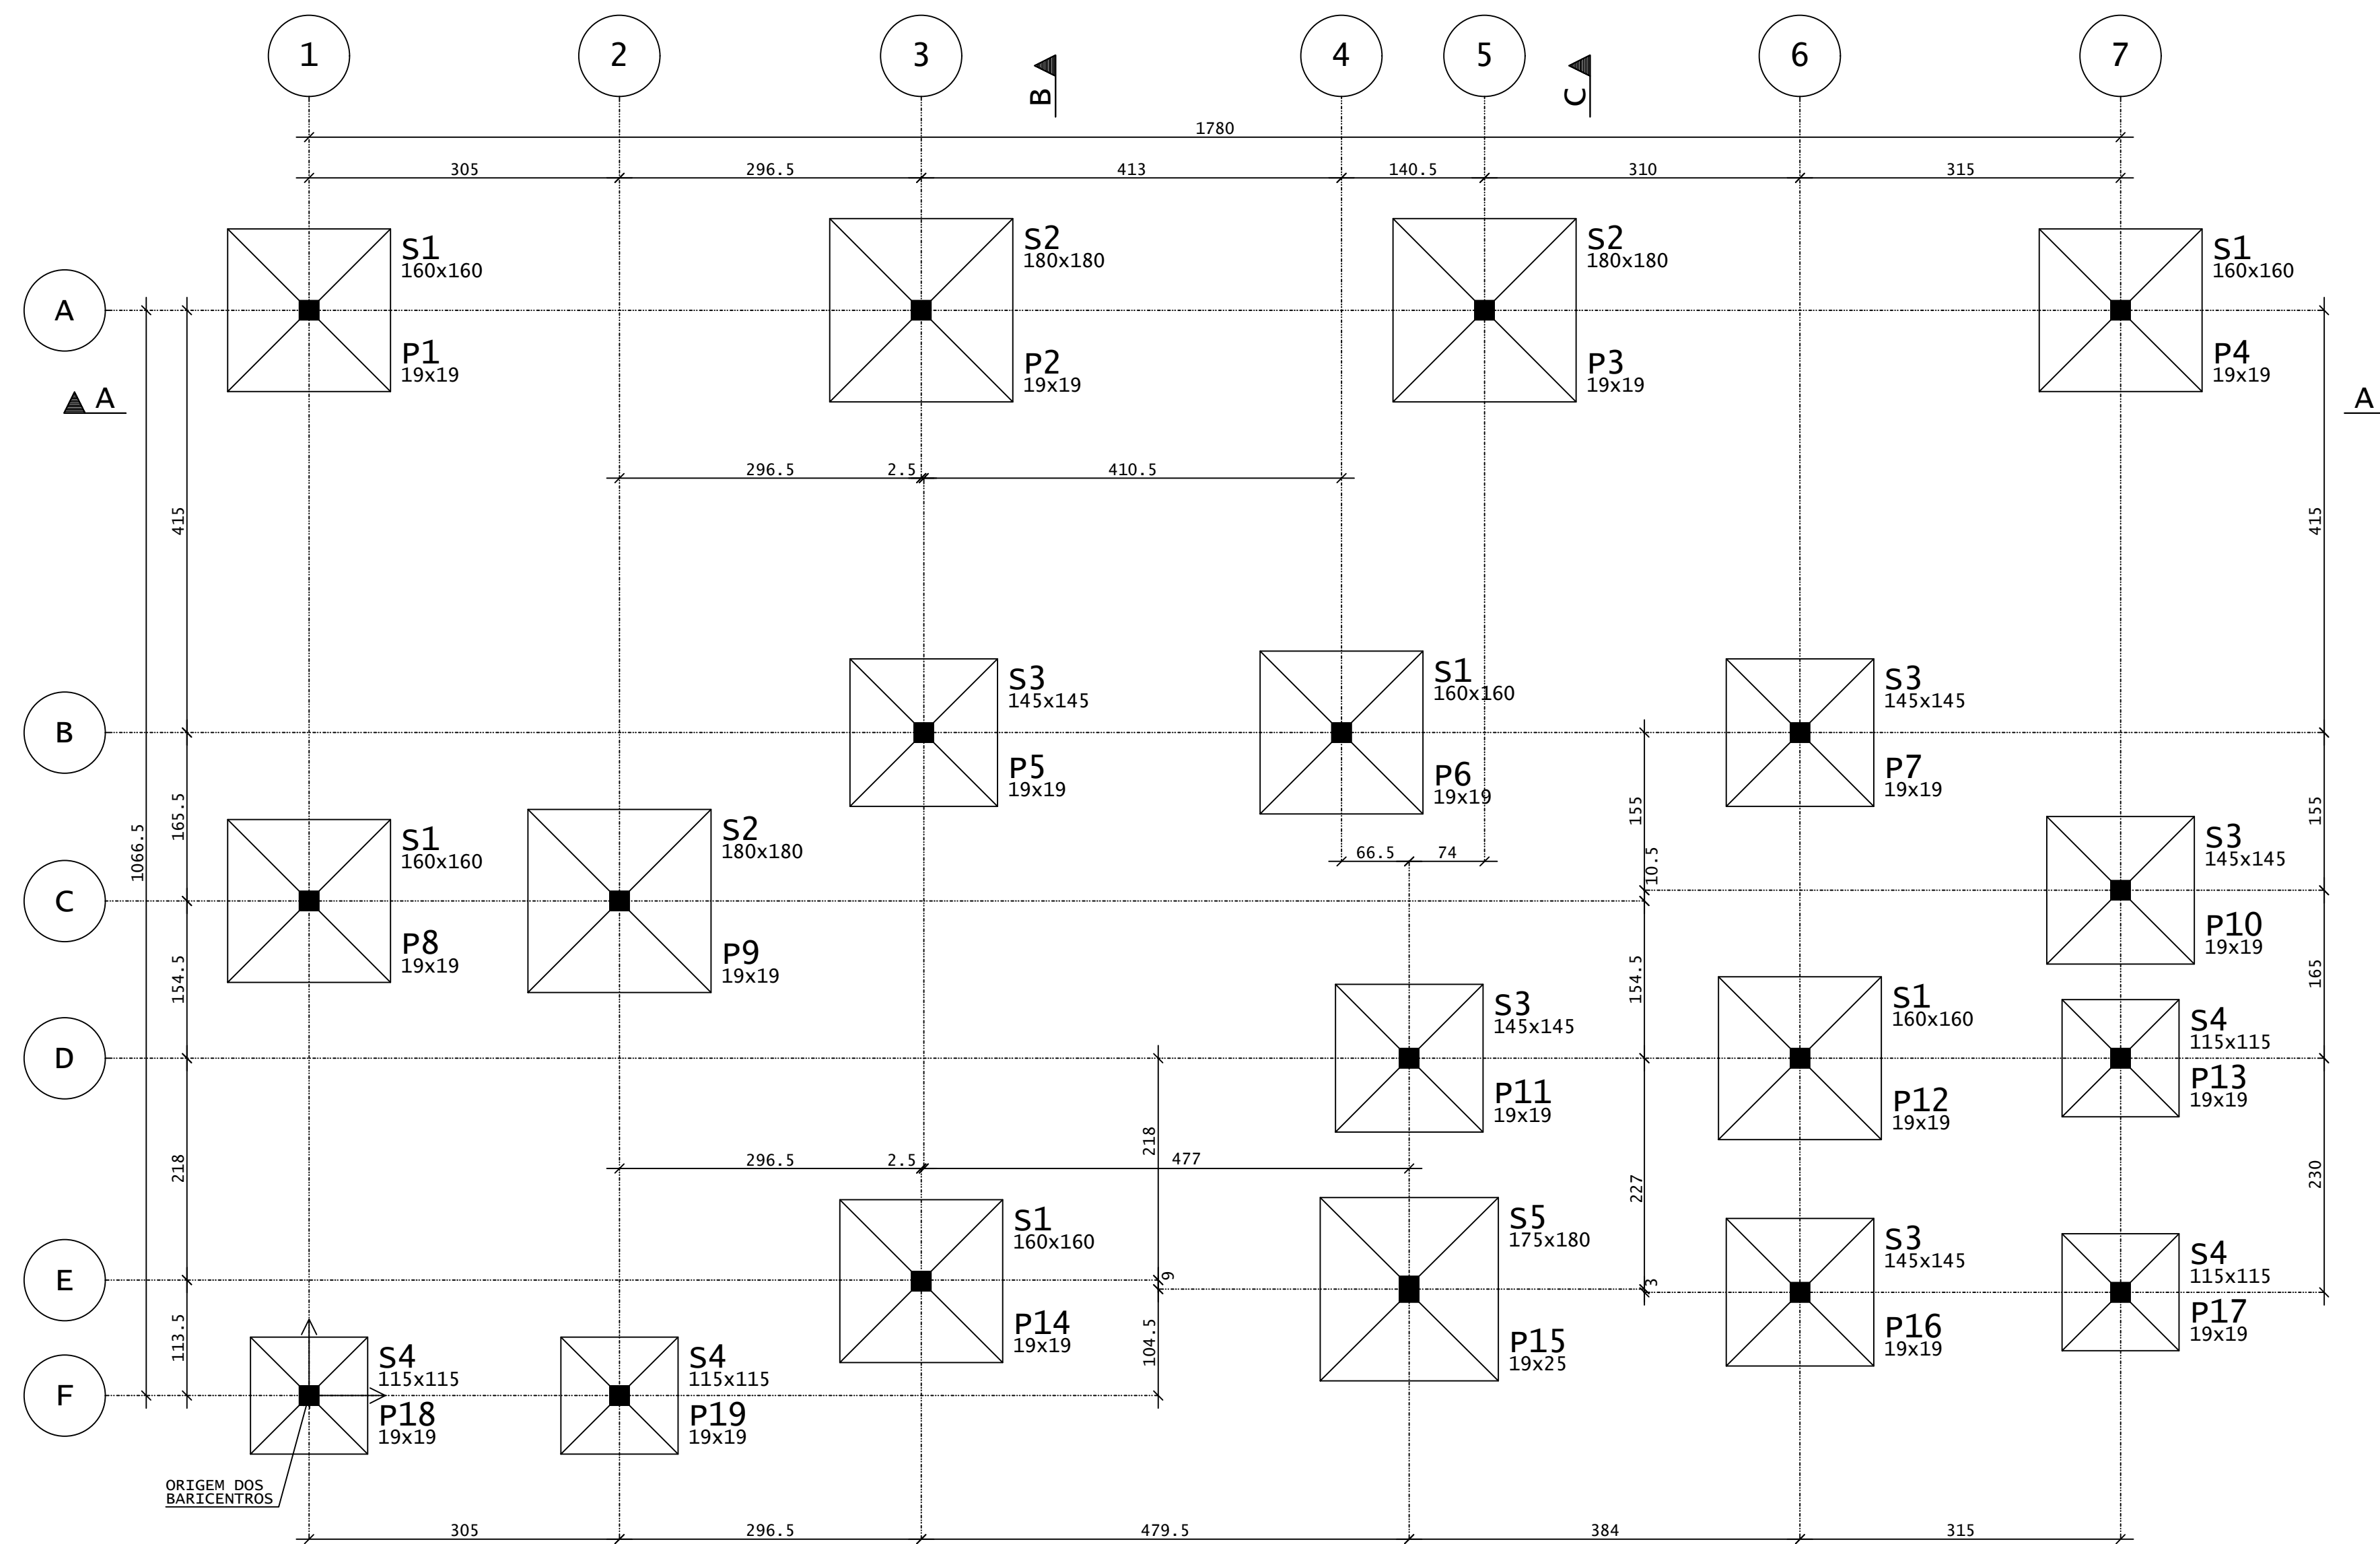 1 2 3 4 5 6 7
B C
1780
305 296.5 413 140.5 310 315
S1 S2 S2 S1
160x160 180x180 180x180 160x160
A
P1 P2 P3 P4
19x19 19x19 19x19 19x19
A A
296.5 2.5 410.5
415 415
S3 S1 S3
145x145 160x160 145x145
B
P5 P6 P7
19x19 19x19 19x19
165.5 155 155
1066.5
S1 S2 66.5 74 10.5 S3
160x160 180x180 145x145
C
P8 P9 P10
19x19 19x19 19x19
154.5 154.5 165
S3 S1 S4
145x145 160x160 115x115
D
P11 P12 P13
19x19 19x19 19x19
218 218 227 230
296.5 2.5 477
S1 S5 S3 S4
160x160 175x180 145x145 115x115
E
9 3
P14 P15 P16 P17
19x19 19x25 19x19 19x19
113.5 104.5
S4 S4
115x115 115x115
F
P18 P19
19x19 19x19
ORIGEM DOS
BARICENTROS
305 296.5 479.5 384 315